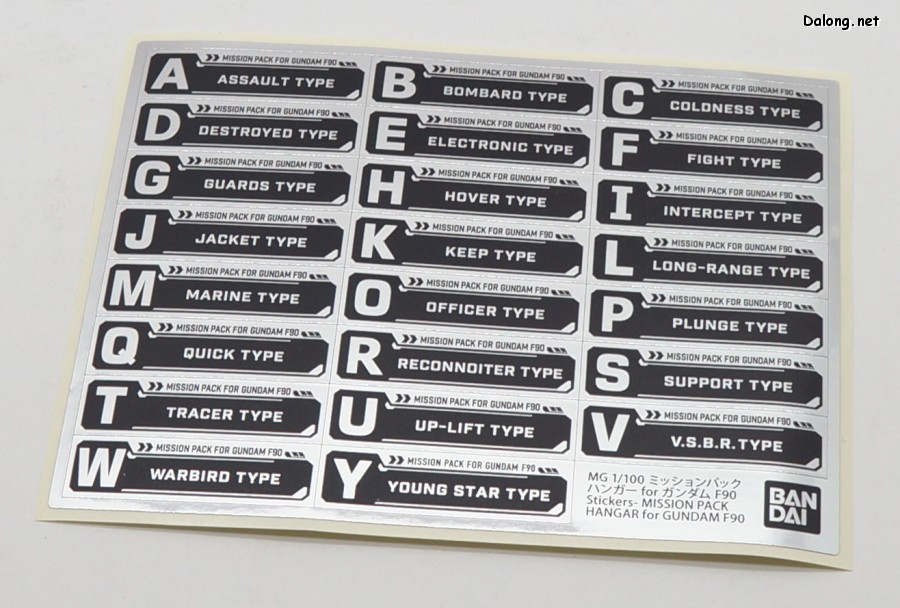 Dalong.net
A MISSION PACK FOR GUNDAM F90
ASSAULT TYPE
B MISSION PACK FOR GUNDAM F90
BOMBARD TYPE
C MISSION PACK FOR GUNDAM F90
COLDNESS TYPE
D MISSION PACK FOR GUNDAM F90
DESTROYED TYPE
E MISSION PACK FOR GUNDAM F90
ELECTRONIC TYPE
F MISSION PACK FOR GUNDAM F90
FIGHT TYPE
G MISSION PACK FOR GUNDAM F90
GUARDS TYPE
H MISSION PACK FOR GUNDAM F90
HOVER TYPE
I MISSION PACK FOR GUNDAM F90
INTERCEPT TYPE
J MISSION PACK FOR GUNDAM F90
JACKET TYPE
K MISSION PACK FOR GUNDAM F90
KEEP TYPE
L MISSION PACK FOR GUNDAM F90
LONG-RANGE TYPE
M MISSION PACK FOR GUNDAM F90
MARINE TYPE
O MISSION PACK FOR GUNDAM F90
OFFICER TYPE
P MISSION PACK FOR GUNDAM F90
PLUNGE TYPE
Q MISSION PACK FOR GUNDAM F90
QUICK TYPE
R MISSION PACK FOR GUNDAM F90
RECONNOITER TYPE
S MISSION PACK FOR GUNDAM F90
SUPPORT TYPE
T MISSION PACK FOR GUNDAM F90
TRACER TYPE
U MISSION PACK FOR GUNDAM F90
UP-LIFT TYPE
V MISSION PACK FOR GUNDAM F90
V.S.B.R. TYPE
W MISSION PACK FOR GUNDAM F90
WARBIRD TYPE
Y MISSION PACK FOR GUNDAM F90
YOUNG STAR TYPE
MG 1/100 ミッションパック
ハンガー for ガンダム F90
Stickers- MISSION PACK
HANGAR for GUNDAM F90
BAN
DAI